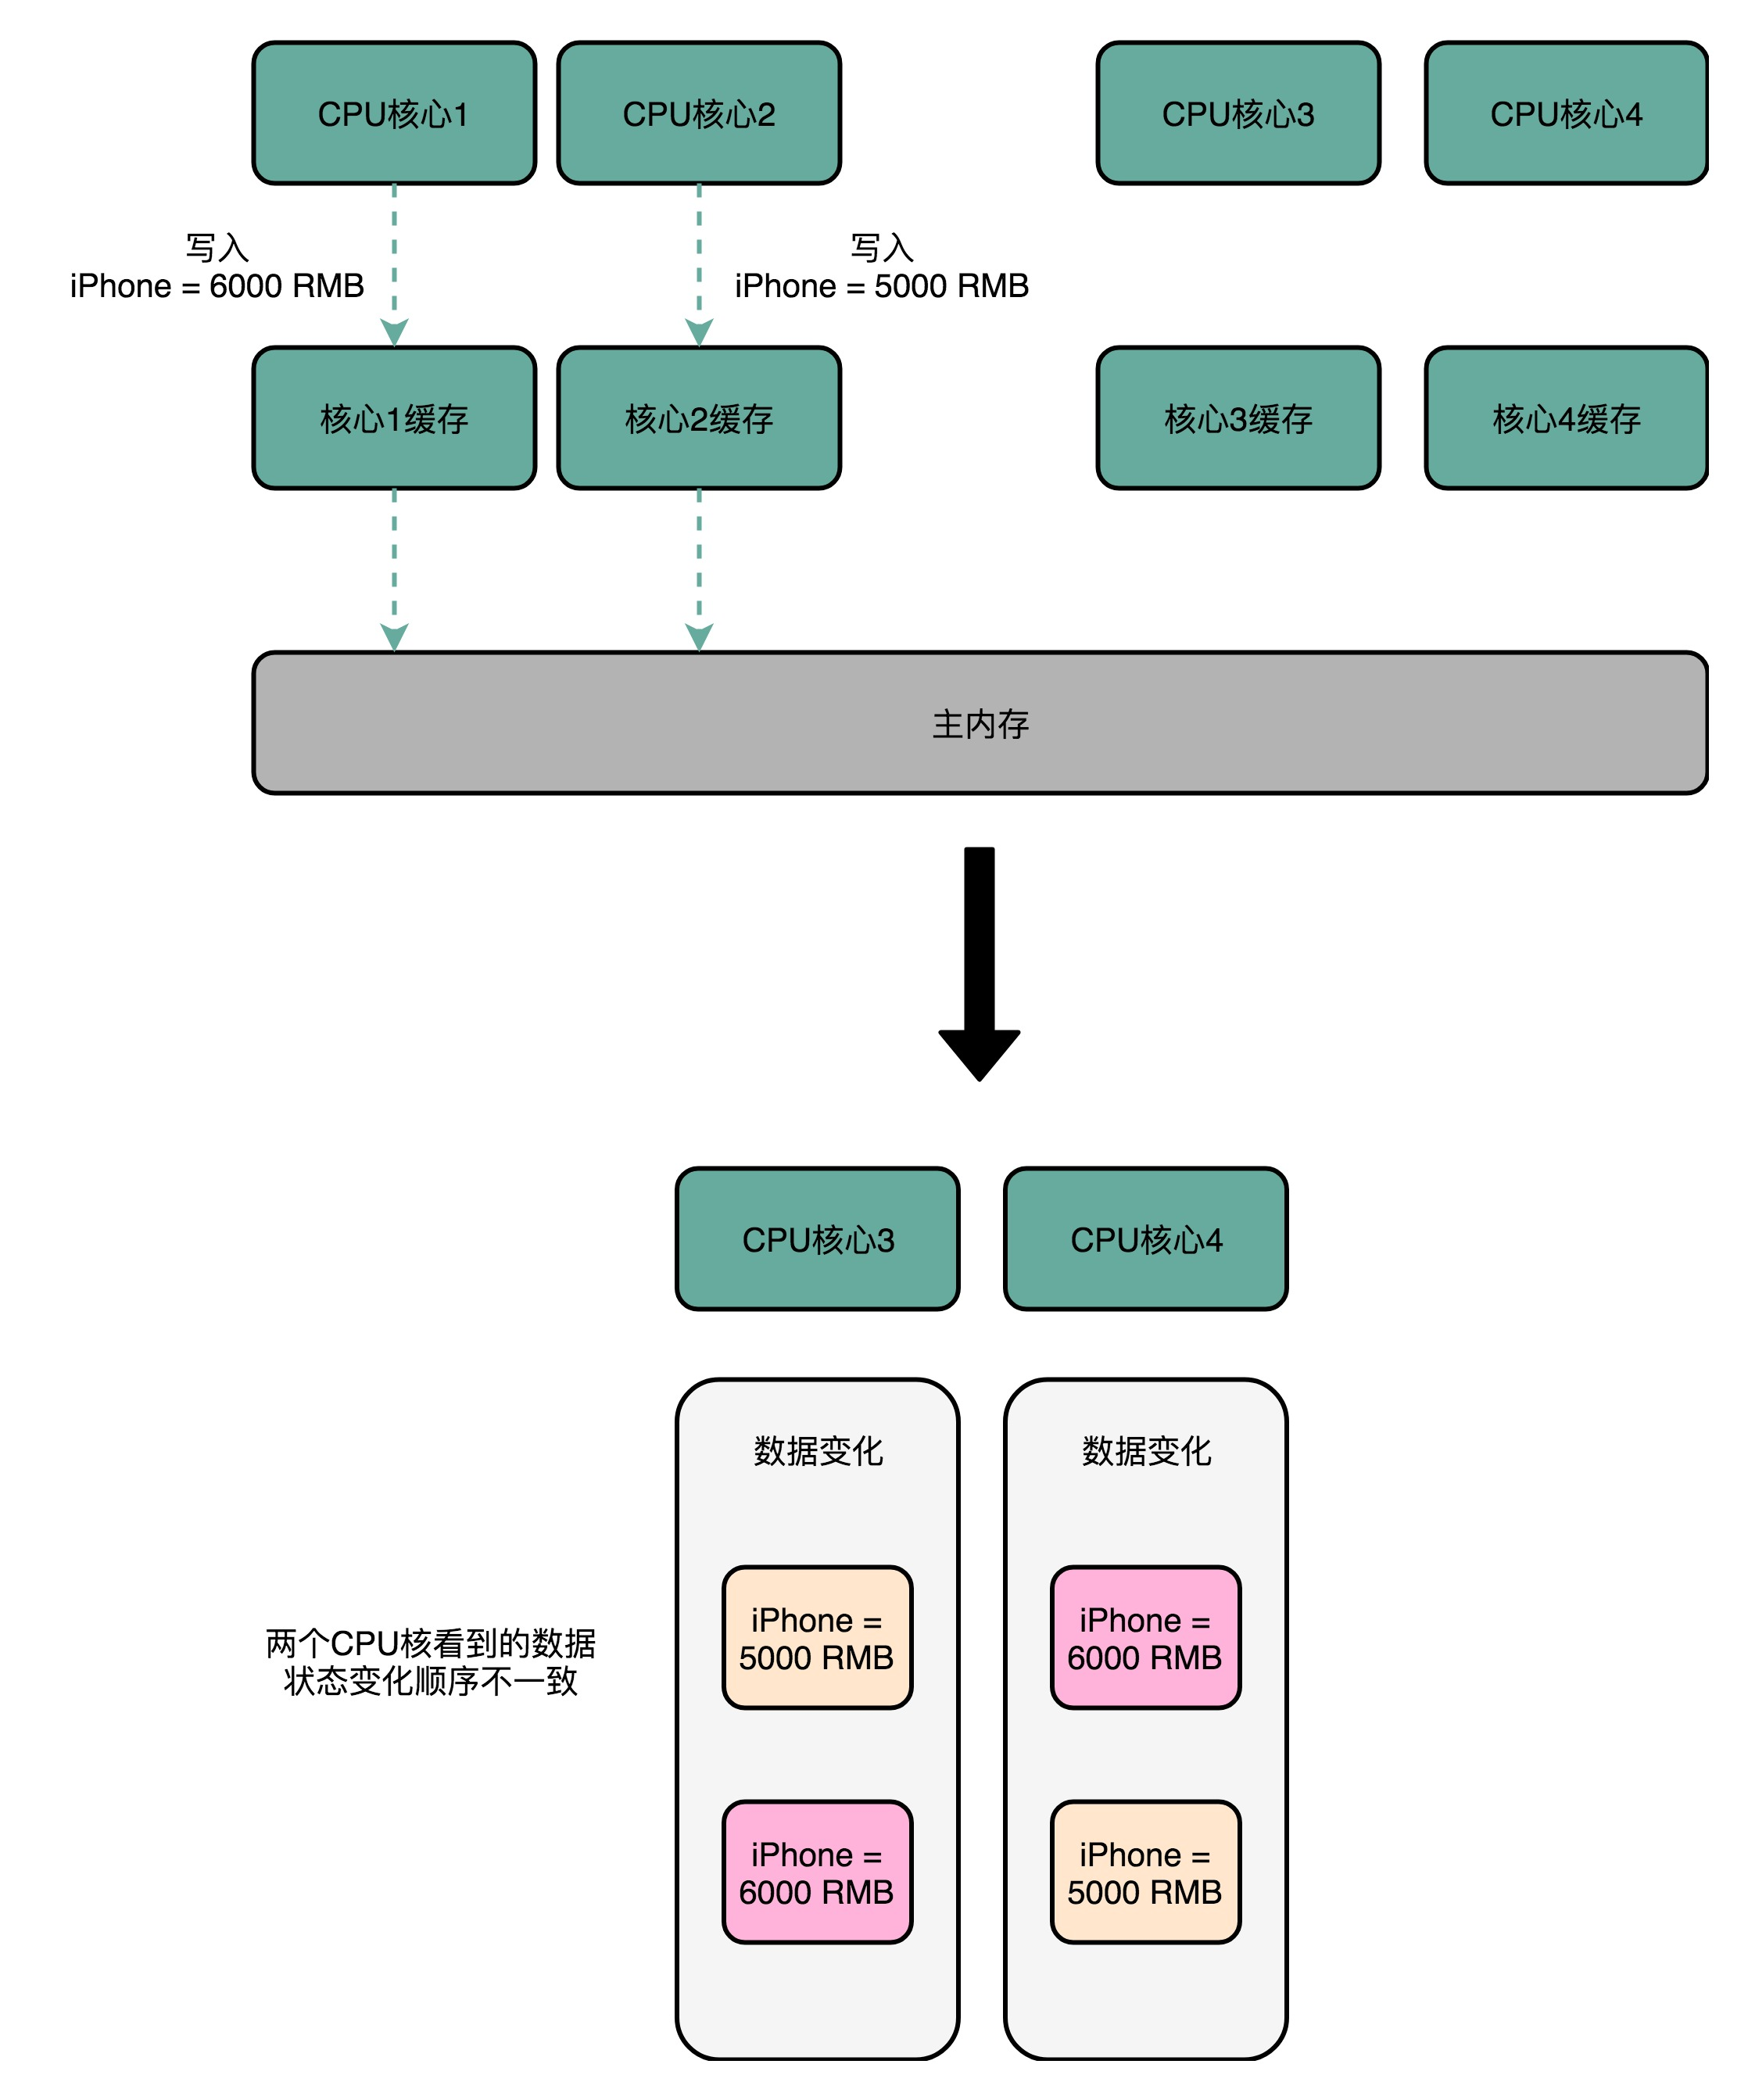 CPU核心1
CPU核心2
CPU核心3
CPU核心4
写入
iPhone = 6000 RMB
写入
iPhone = 5000 RMB
核心1缓存
核心2缓存
核心3缓存
核心4缓存
主内存
CPU核心3
CPU核心4
数据变化
数据变化
两个CPU核看到的数据
状态变化顺序不一致
iPhone =
5000 RMB
iPhone =
6000 RMB
iPhone =
6000 RMB
iPhone =
5000 RMB